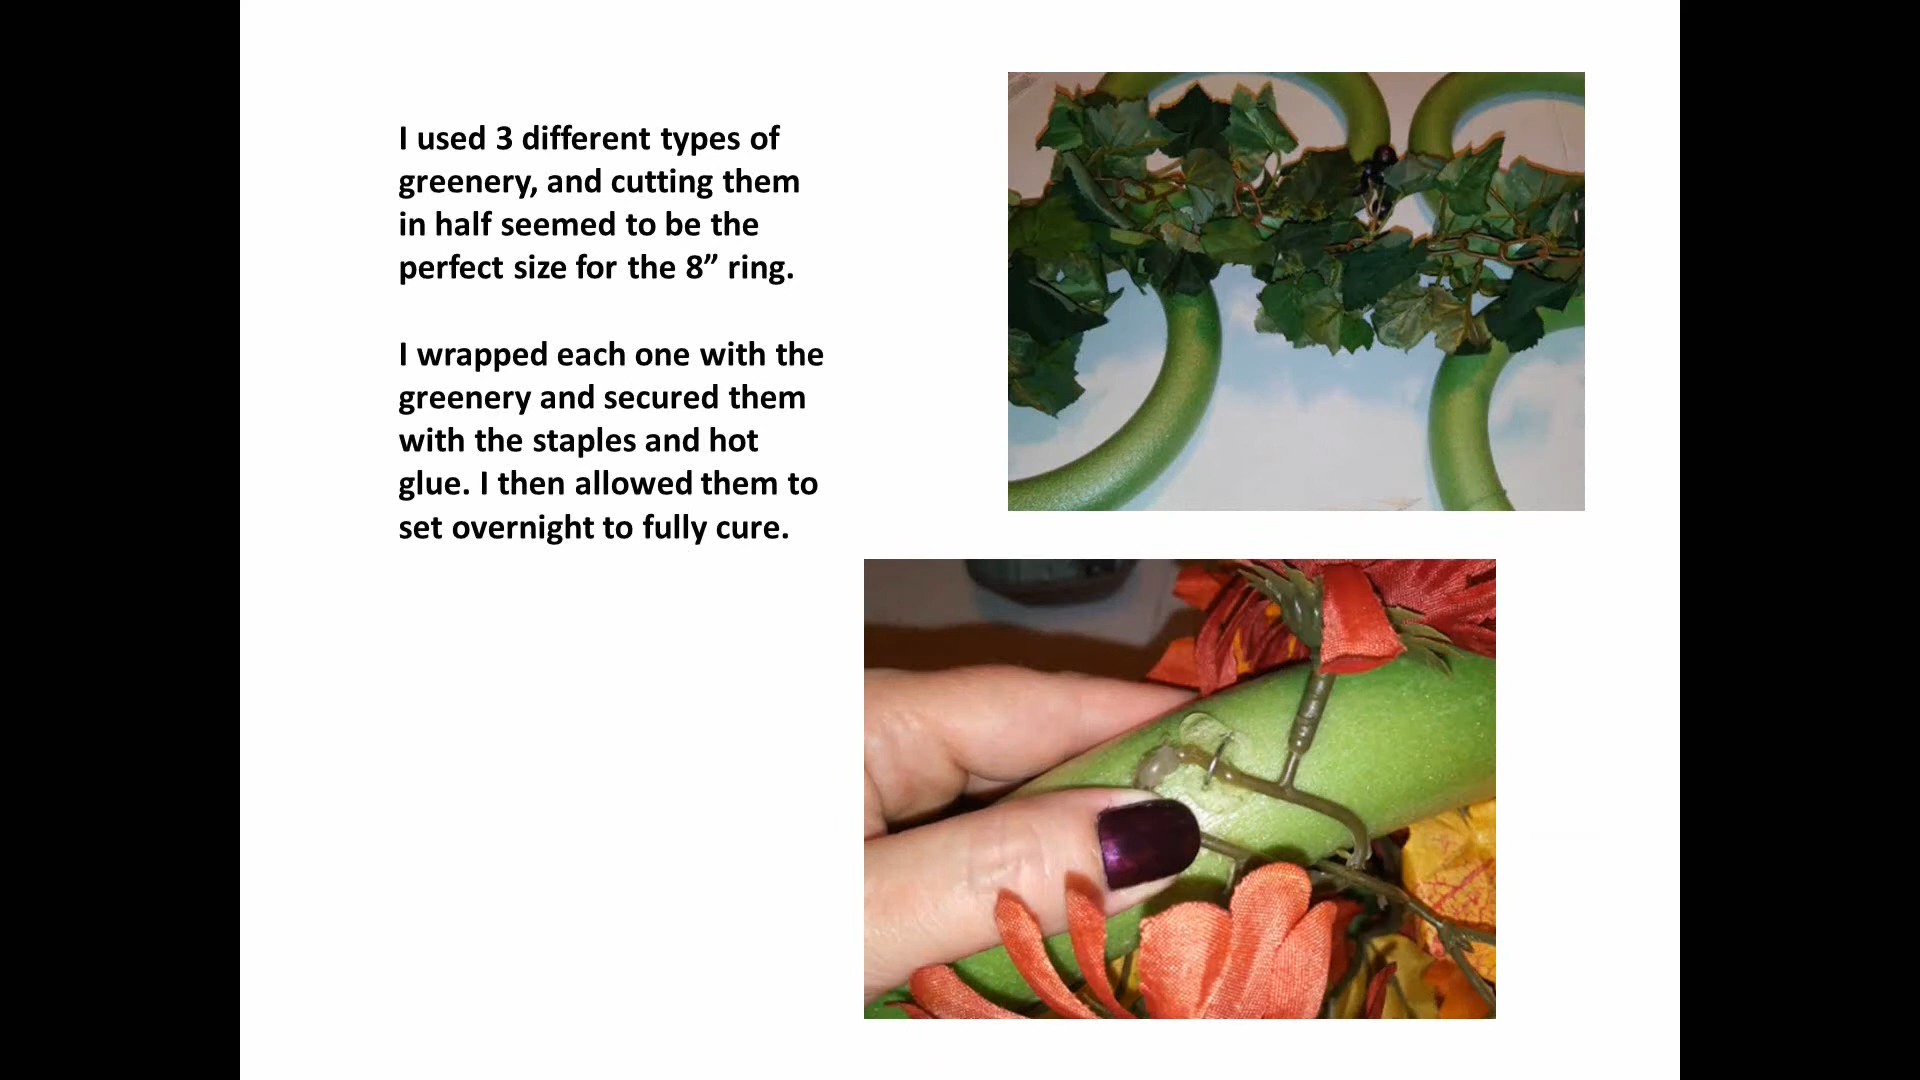 I used 3 different types of
greenery, and cutting them
in half seemed to be the
perfect size for the 8” ring.
I wrapped each one with the
greenery and secured them
with the staples and hot
glue. I then allowed them to
set overnight to fully cure.